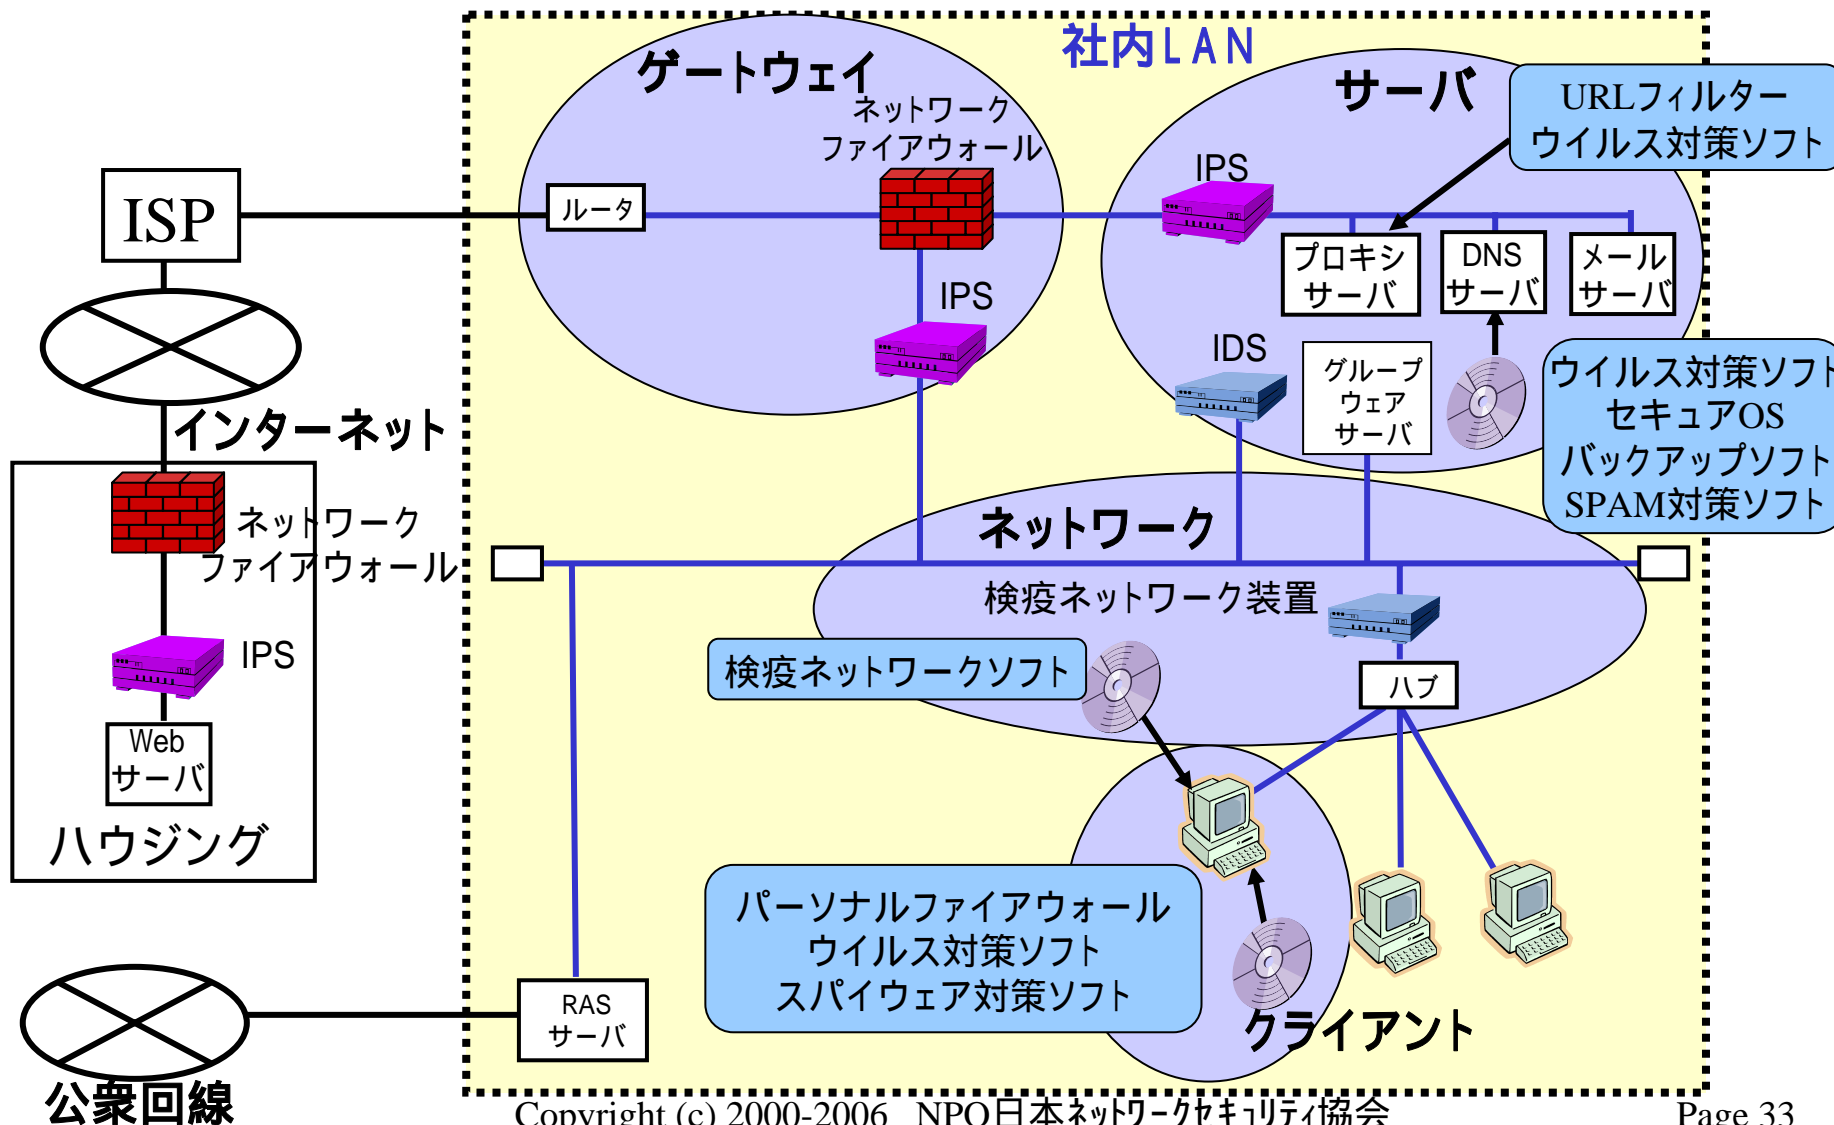 社内LAN
ゲートウェイ
ネットワーク
ファイアウォール
ルータ
IPS
サーバ
URLフィルター
ウイルス対策ソフト
IPS
プロキシ
サーバ
DNS
サーバ
メール
サーバ
IDS
グループ
ウェア
サーバ
ウイルス対策ソフト
セキュアOS
バックアップソフト
SPAM対策ソフト
ISP
インターネット
ネットワーク
ファイアウォール
IPS
Web
サーバ
ハウジング
ネットワーク
検疫ネットワーク装置
検疫ネットワークソフト
ハブ
パーソナルファイアウォール
ウイルス対策ソフト
スパイウェア対策ソフト
クライアント
RAS
サーバ
公衆回線
Copyright (c) 2000-2006 NPO日本ネットワークセキュリティ協会
Page 33